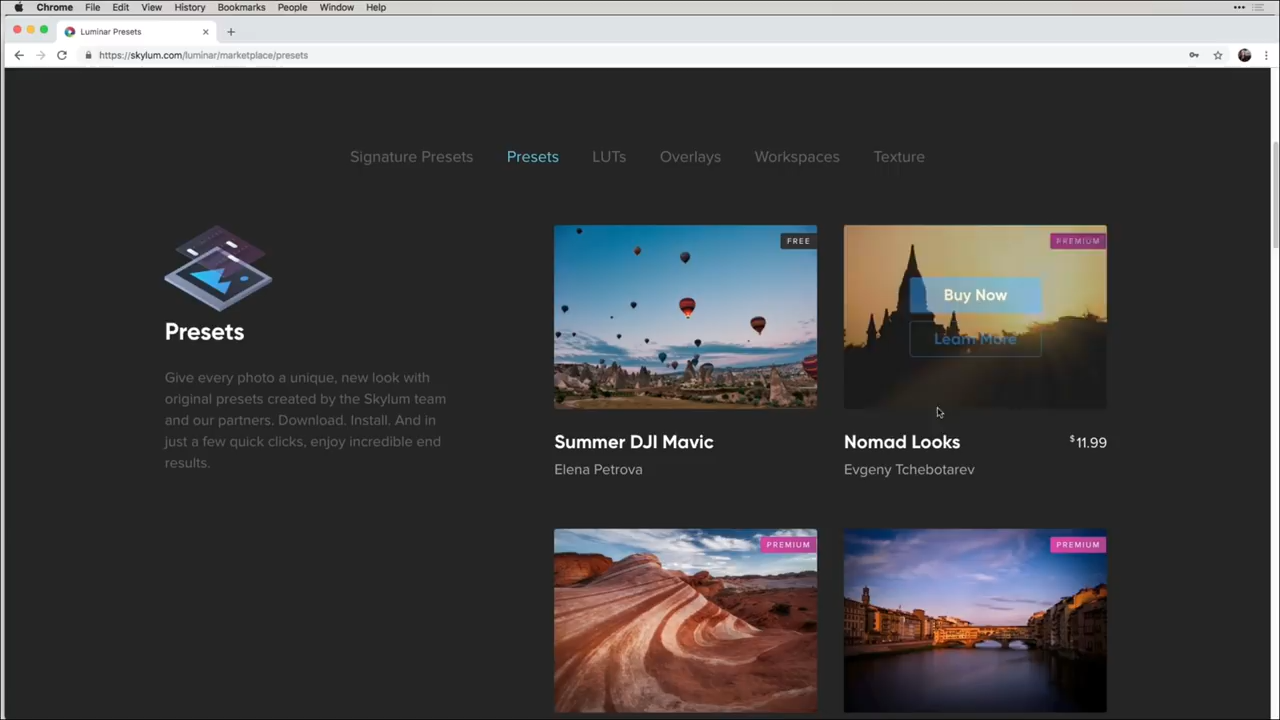 Chrome File Edit View History Bookmarks People Window Help
Luminar Presets
https://skylum.com/luminar/marketplace/presets
Signature Presets Presets LUTs Overlays Workspaces Texture
Presets
Give every photo a unique, new look with
original presets created by the Skylum team
and our partners. Download. Install. And in
just a few quick clicks, enjoy incredible end
results.
FREE
Summer DJI Mavic
Elena Petrova
PREMIUM
Buy Now
Learn More
Nomad Looks
$11.99
Evgeny Tchebotarev
PREMIUM
PREMIUM